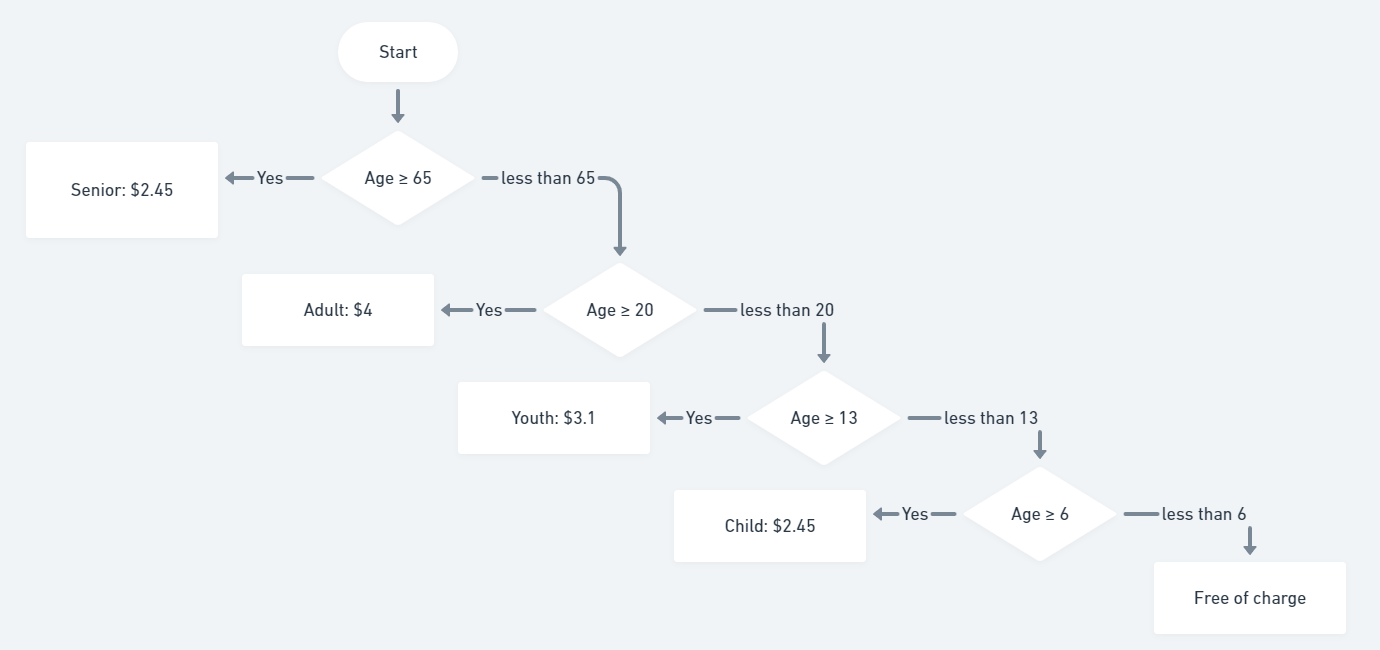 Start
Senior: $2.45
Yes
Age ≥ 65
less than 65
Adult: $4
Yes
Age ≥ 20
less than 20
Youth: $3.1
Yes
Age ≥ 13
less than 13
Child: $2.45
Yes
Age ≥ 6
less than 6
Free of charge